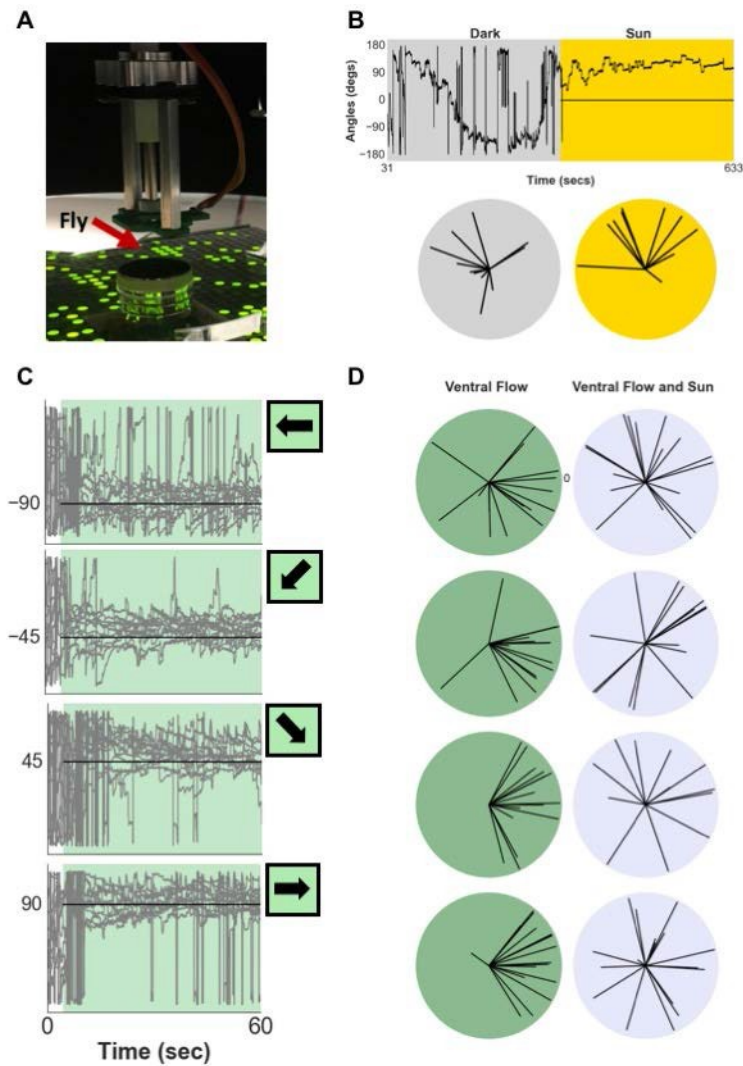 A
Fly
B
Dark Sun
180
90
0
−90
−180
Angles (degs)
31 633
Time (secs)
C
−90
−45
45
90
0 60
Time (sec)
D
Ventral Flow Ventral Flow and Sun
0